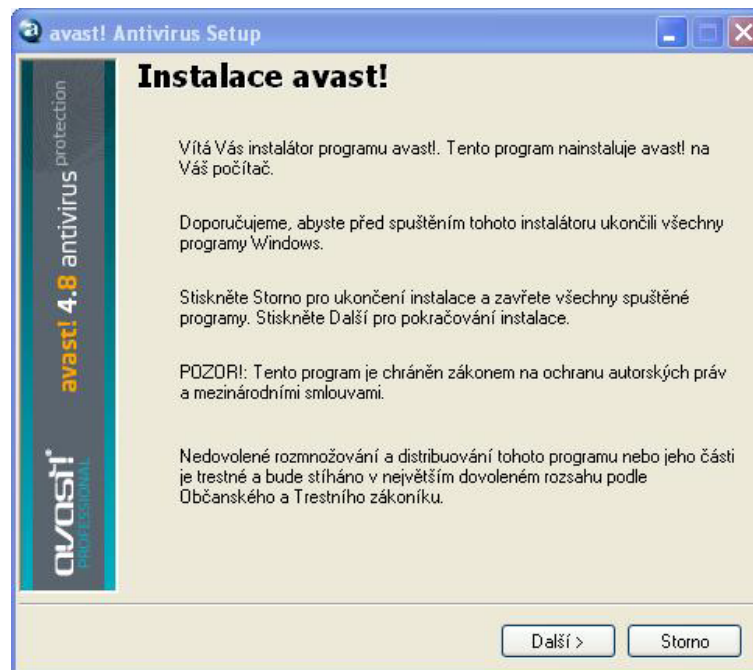 avast! Antivirus Setup
Instalace avast!
Vítá Vás instalátor programu avast!. Tento program nainstaluje avast! na
Váš počítač.
Doporučujeme, abyste před spuštěním tohoto instalátoru ukončili všechny
programy Windows.
Stiskněte Storno pro ukončení instalace a zavřete všechny spuštěné
programy. Stiskněte Další pro pokračování instalace.
POZOR!: Tento program je chráněn zákonem na ochranu autorských práv
a mezinárodními smlouvami.
Nedovolené rozmnožování a distribuování tohoto programu nebo jeho části
je trestné a bude stíháno v největším dovoleném rozsahu podle
Občanského a Trestního zákoníku.
avast! 4.8 antivirus protection
avast!
PROFESSIONAL
Další >
Storno